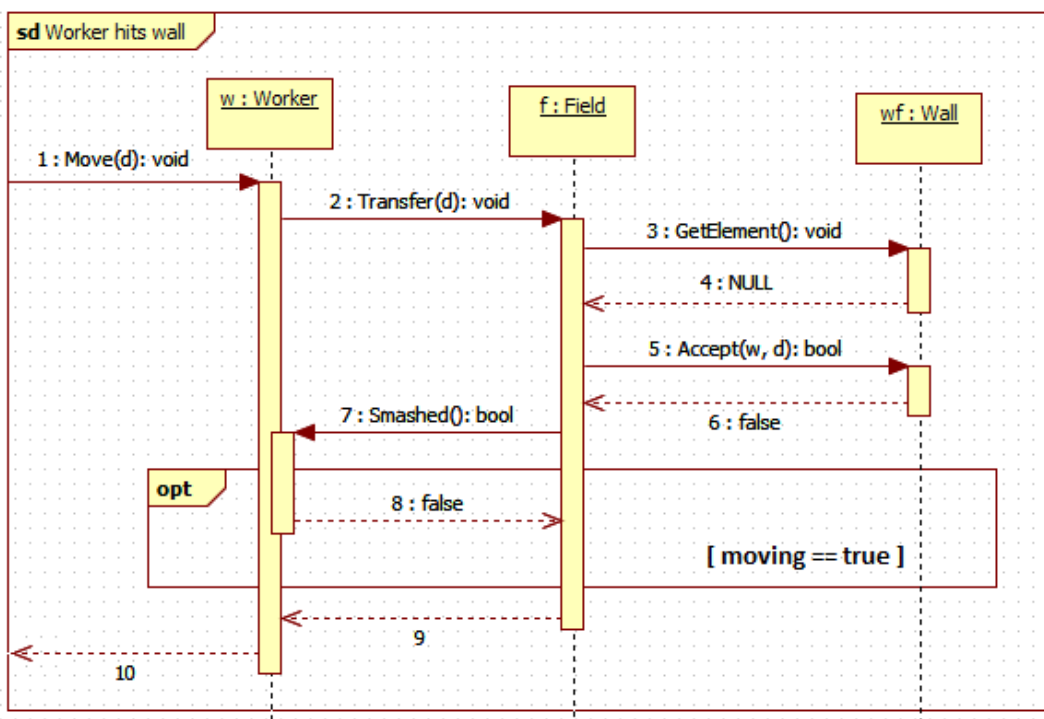 sd Worker hits wall
w : Worker
f : Field
wf : Wall
1 : Move(d): void
2 : Transfer(d): void
3 : GetElement(): void
4 : NULL
5 : Accept(w, d): bool
6 : false
7 : Smashed(): bool
opt
8 : false
[ moving == true ]
9
10